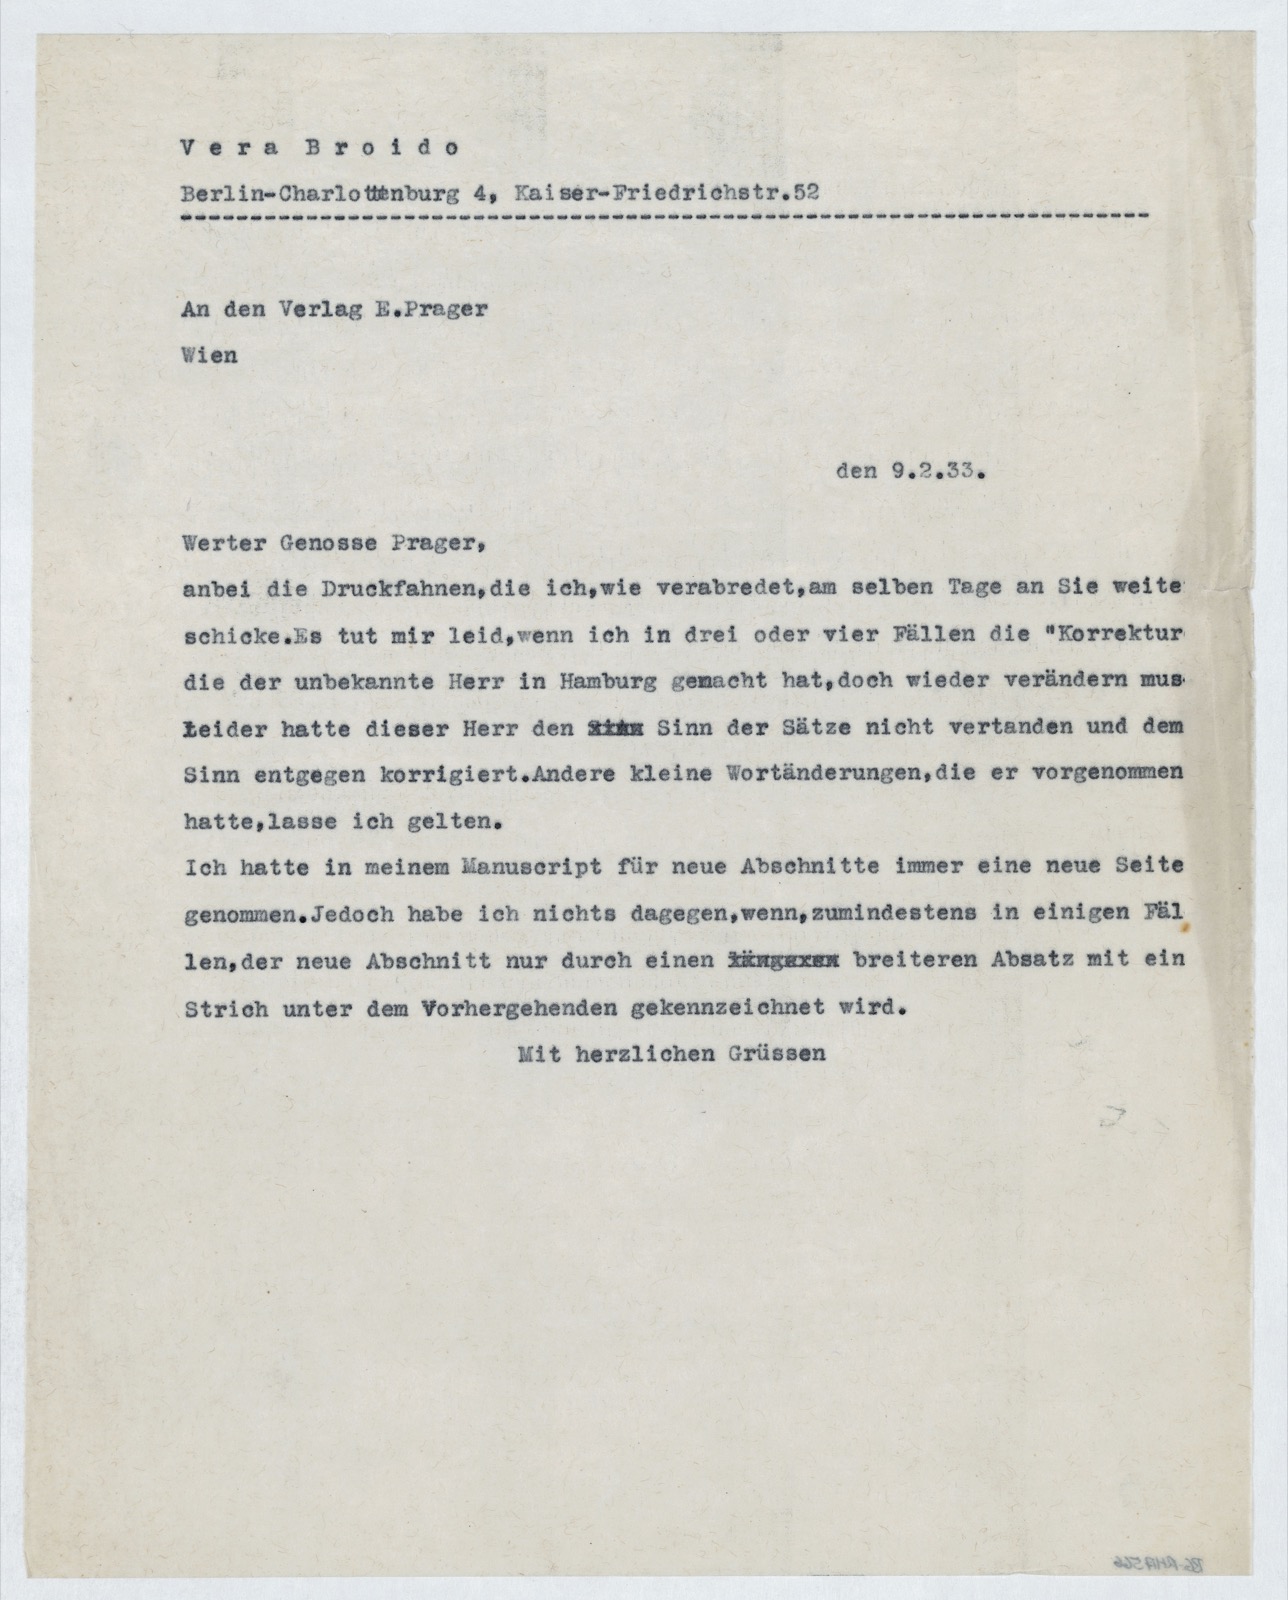 Vera Broido
Berlin-Charlottenburg 4, Kaiser-Friedrichstr.52
An den Verlag E.Prager
Wien
den 9.2.33.
Werter Genosse Prager,
anbei die Druckfahnen,die ich,wie verabredet,am selben Tage an Sie weite
schicke.Es tut mir leid,wenn ich in drei oder vier Fällen die "Korrektur
die der unbekannte Herr in Hamburg gemacht hat,doch wieder verändern mus
Leider hatte dieser Herr den Sinn der Sätze nicht vertanden und dem
Sinn entgegen korrigiert.Andere kleine Wortänderungen,die er vorgenommen
hatte,lasse ich gelten.
Ich hatte in meinem Manuscript für neue Abschnitte immer eine neue Seite
genommen.Jedoch habe ich nichts dagegen,wenn,zumindestens in einigen Fäl
len,der neue Abschnitt nur durch einen breiteren Absatz mit ein
Strich unter dem Vorhergehenden gekennzeichnet wird.
Mit herzlichen Grüssen